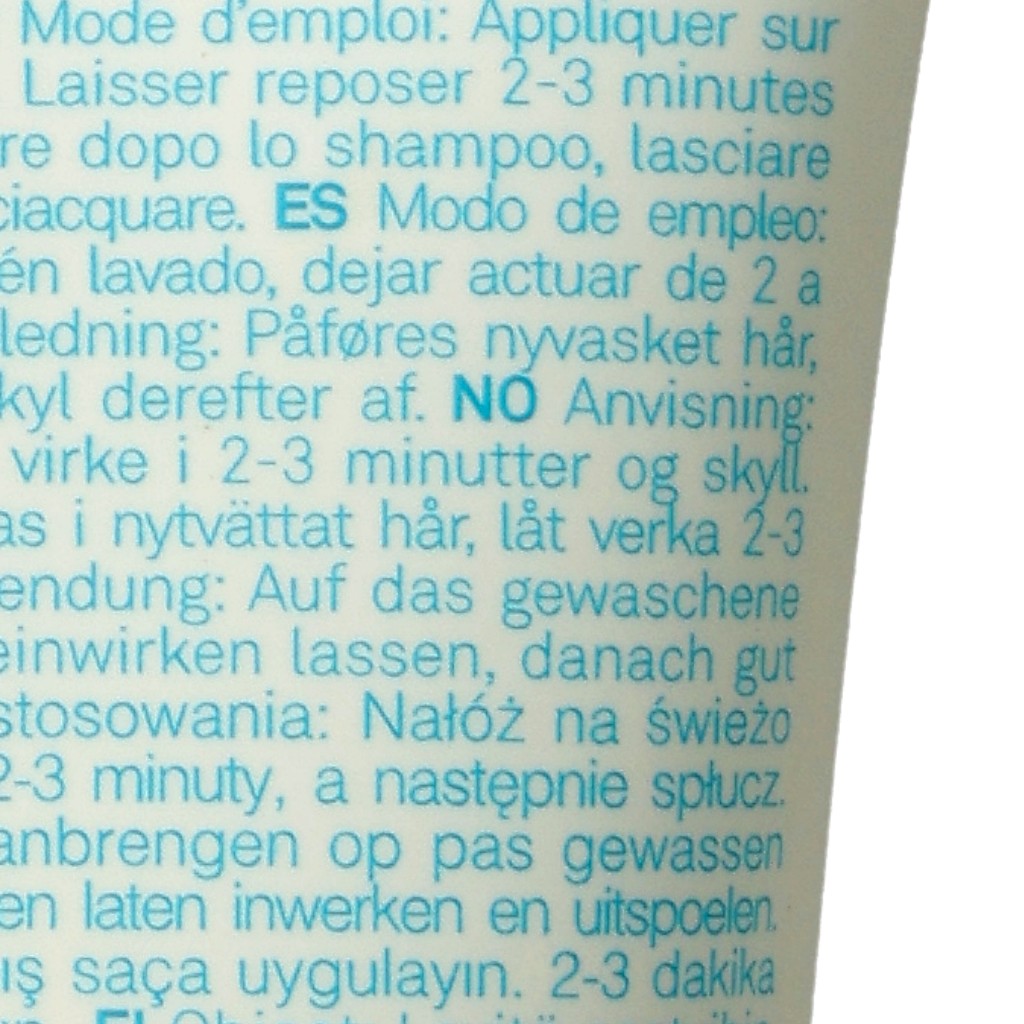 Mode d'emploi: Appliquer sur
Laisser reposer 2-3 minutes
re dopo lo shampoo, lasciare
ciacquare. ES Modo de empleo:
én lavado, dejar actuar de 2 a
ledning: Påføres nyvasket hår,
kyl derefter af. NO Anvisning:
virke i 2-3 minutter og skyll.
as i nytvättat hår, låt verka 2-3
endung: Auf das gewaschene
einwirken lassen, danach gut
stosowania: Nałóż na świeżo
2-3 minuty, a następnie spłucz.
anbrengen op pas gewassen
en laten inwerken en uitspoelen.
ış saça uygulayın. 2-3 dakika